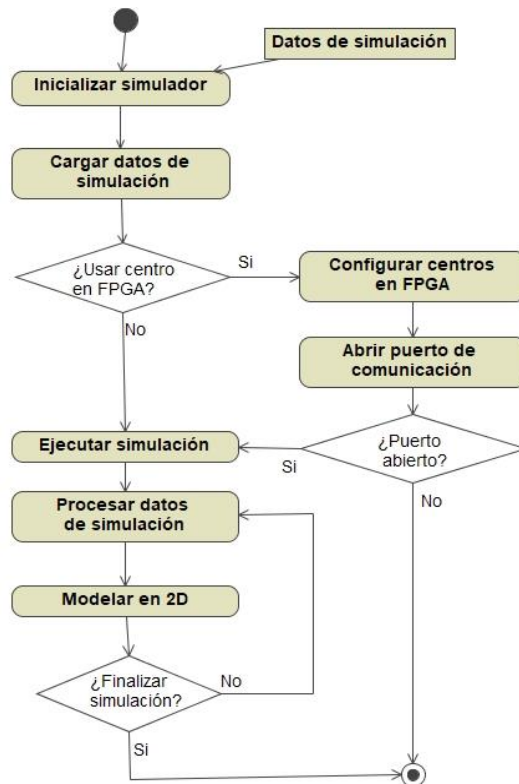 Datos de simulación
Inicializar simulador
Cargar datos de
simulación
¿Usar centro
en FPGA?
Si
Configurar centros
en FPGA
No
Abrir puerto de
comunicación
Ejecutar simulación
Si
¿Puerto
abierto?
Procesar datos
de simulación
No
Modelar en 2D
¿Finalizar
simulación?
No
Si